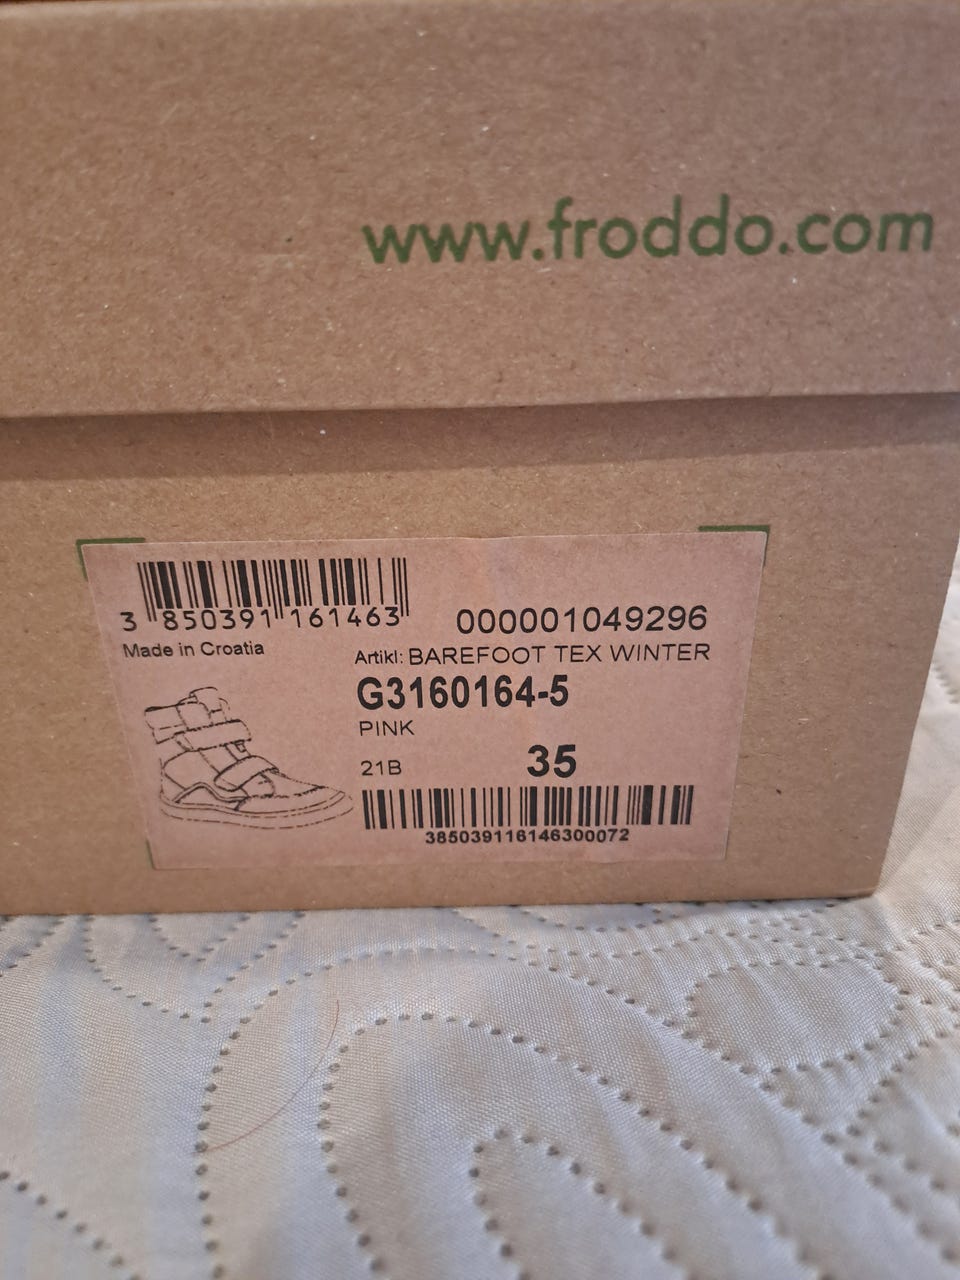 www.froddo.com
3 850391 161463
000001049296
Made in Croatia
Artikl: BAREFOOT TEX WINTER
G3160164-5
PINK
21B 35
385039116146300072